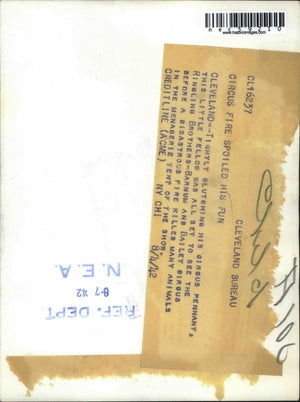 www.historicimages.com
CL16237
CLEVELAND BUREAU
CIRCUS FIRE SPOILED HIS FUN
CLEVELAND--TIGHTLY CLUTCHING HIS CIRCUS PENNANT,
THIS LITTLE FELLOW WAS ALL SET TO SEE THE
RINGLING BROTHERS-BARNUM AND BAILEY CIRCUS
BEFORE A DISASTROUS FIRE KILLED MANY ANIMALS
IN THE MENAGERIE TENT OF THE SHOW.
CREDITLINE (ACME) NY CHI 8/4/42
REF. DEPT
8-7 '42
N.E.A.